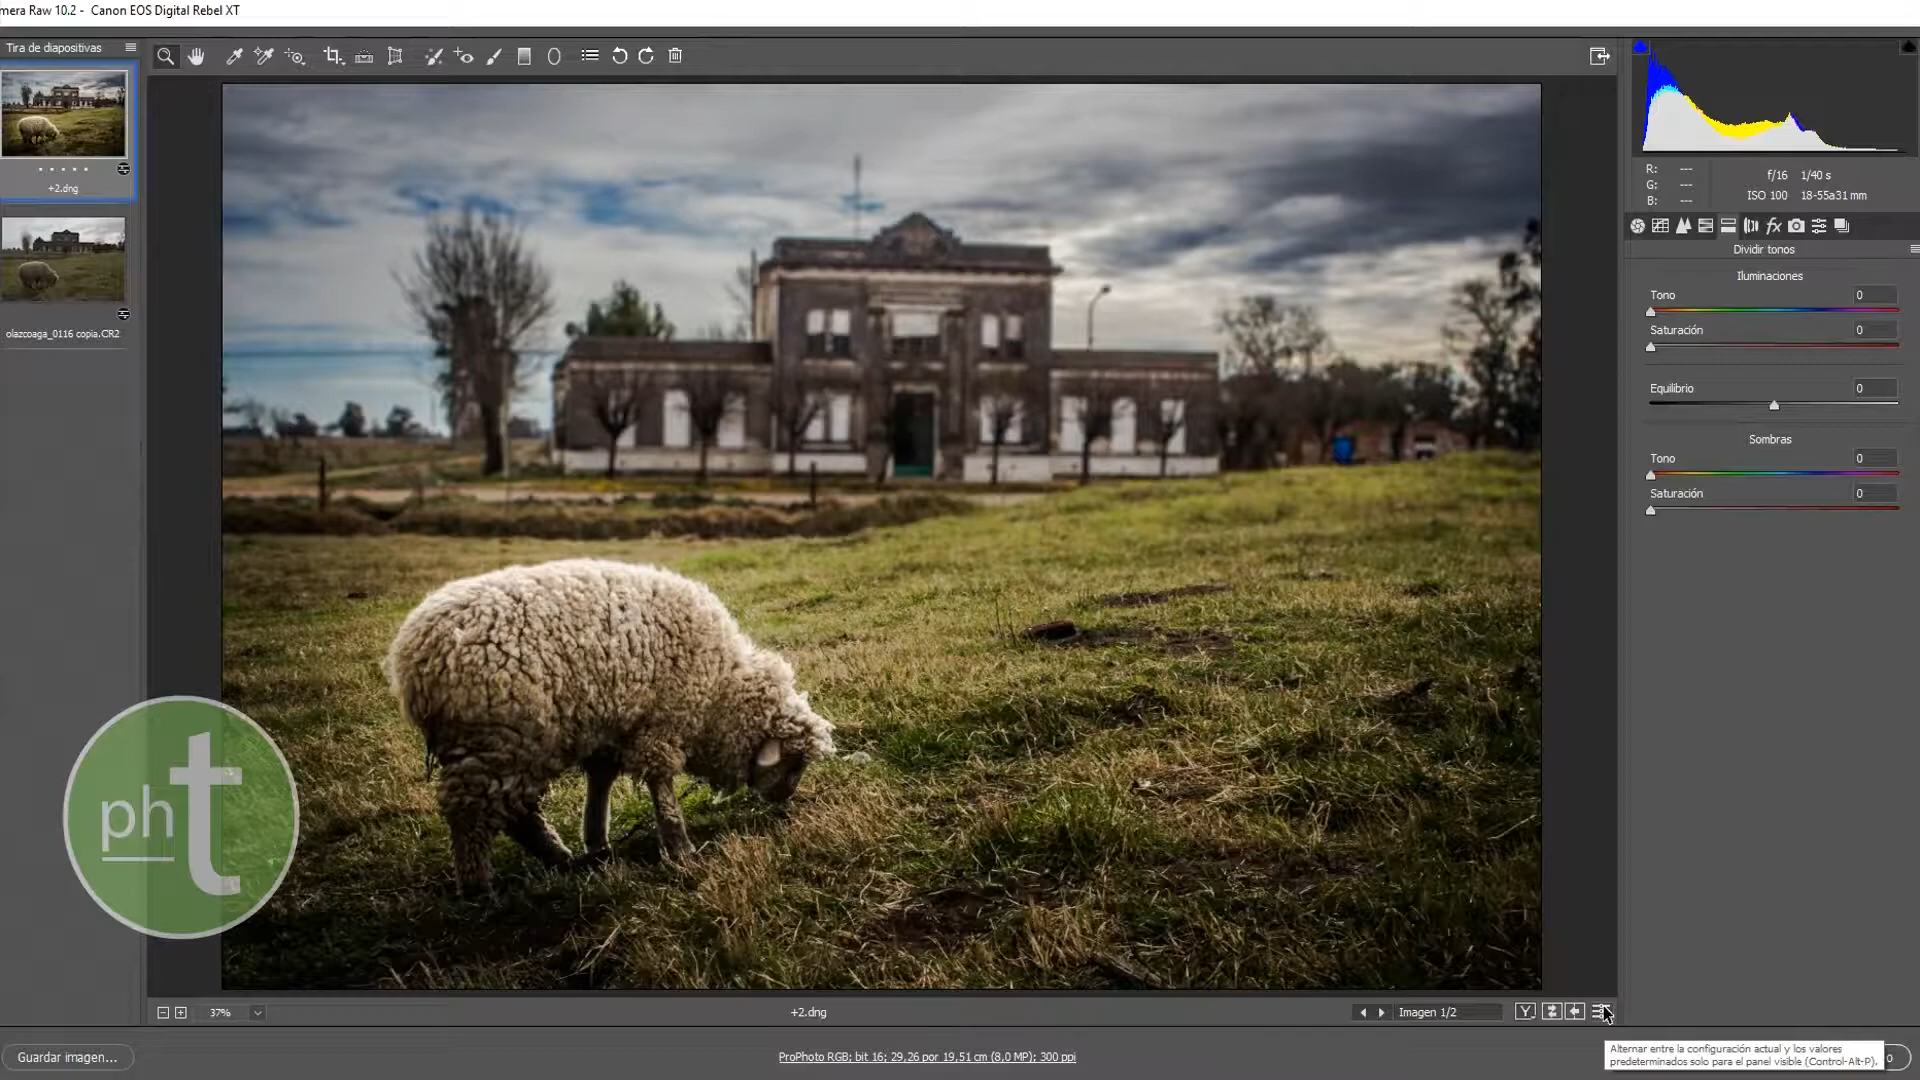 mera Raw 10.2 - Canon EOS Digital Rebel XT
Tira de diapositivas
+2.dng
olazcoaga_0116 copia.CR2
R: ---
G: ---
B: ---
f/16 1/40 s
ISO 100 18-55a31 mm
Dividir tonos
Iluminaciones
Tono 0
Saturación 0
Equilibrio 0
Sombras
Tono 0
Saturación 0
pht
37%
+2.dng
Imagen 1/2
Y
Guardar imagen...
ProPhoto RGB; bit 16; 29,26 por 19,51 cm (8,0 MP); 300 ppi
Alternar entre la configuración actual y los valores
predeterminados solo para el panel visible (Control-Alt-P).
o